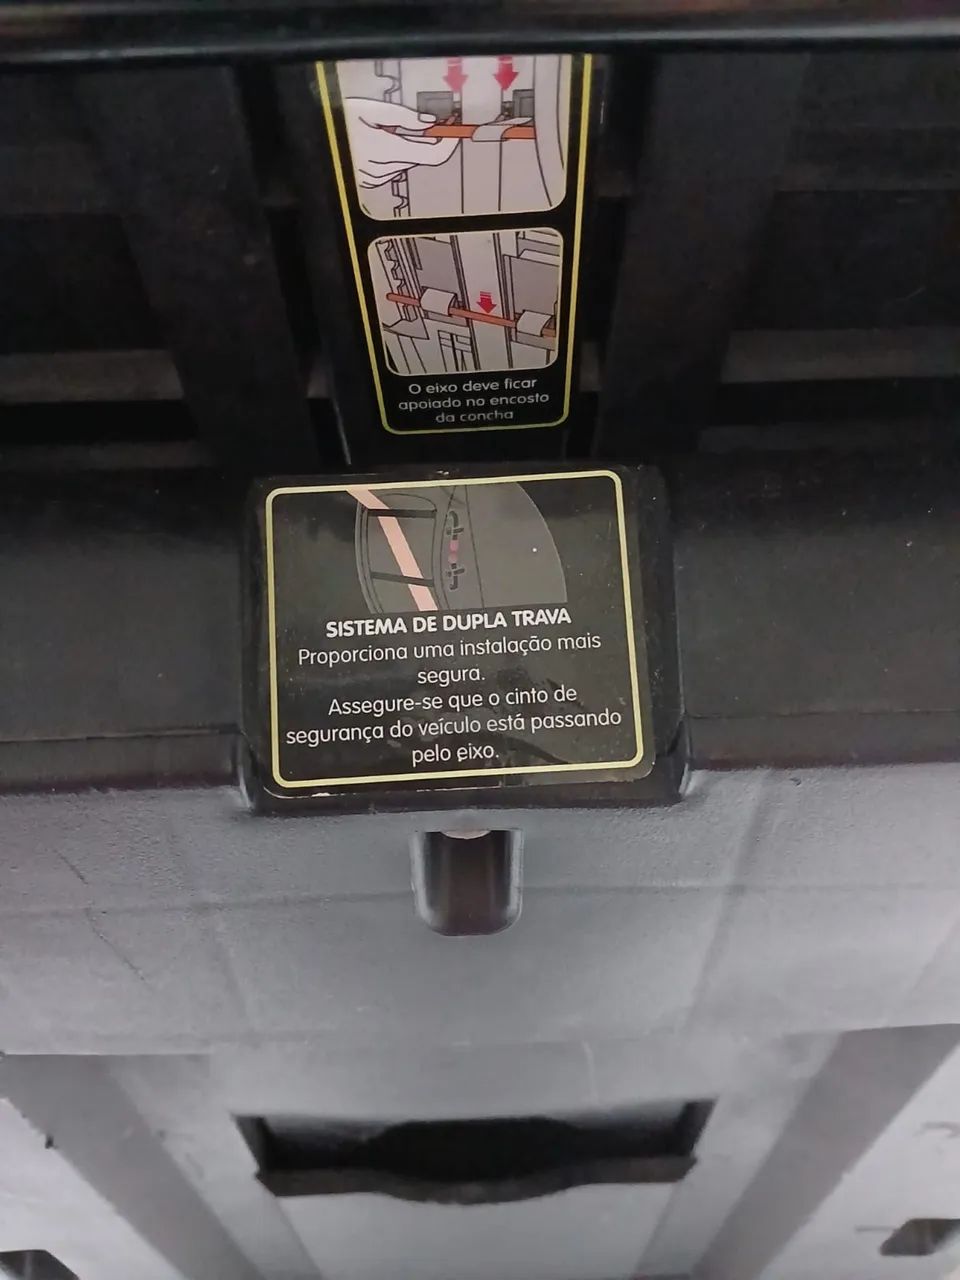 O eixo deve ficar
apoiado no encosto
da concha
SISTEMA DE DUPLA TRAVA
Proporciona uma instalação mais
segura.
Assegure-se que o cinto de
segurança do veículo está passando
pelo eixo.